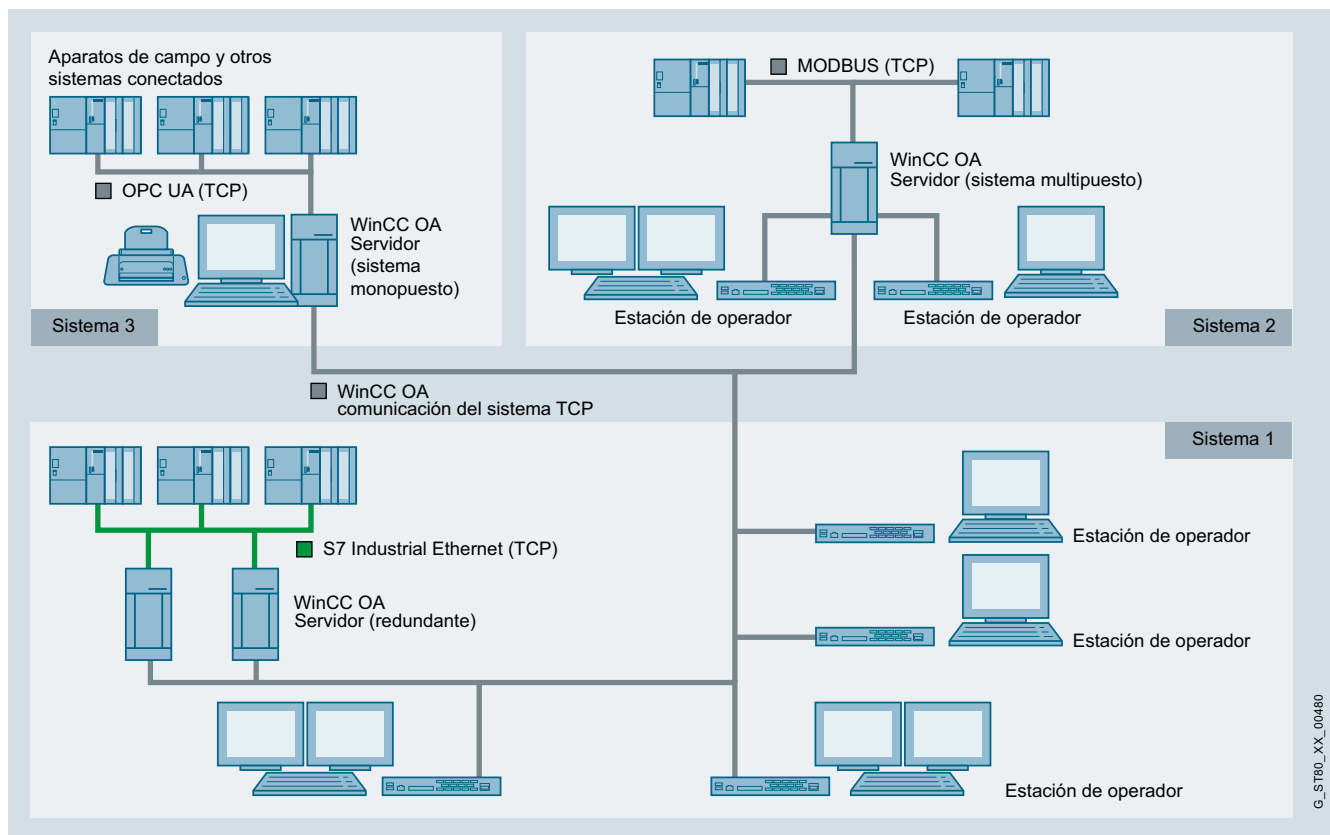 Aparatos de campo y otros
sistemas conectados
OPC UA (TCP)
WinCC OA
Servidor
(sistema
monopuesto)
Sistema 3
MODBUS (TCP)
WinCC OA
Servidor (sistema multipuesto)
Estación de operador
Estación de operador
Sistema 2
WinCC OA
comunicación del sistema TCP
Sistema 1
S7 Industrial Ethernet (TCP)
WinCC OA
Servidor (redundante)
Estación de operador
Estación de operador
Estación de operador
G_ST80_XX_00480